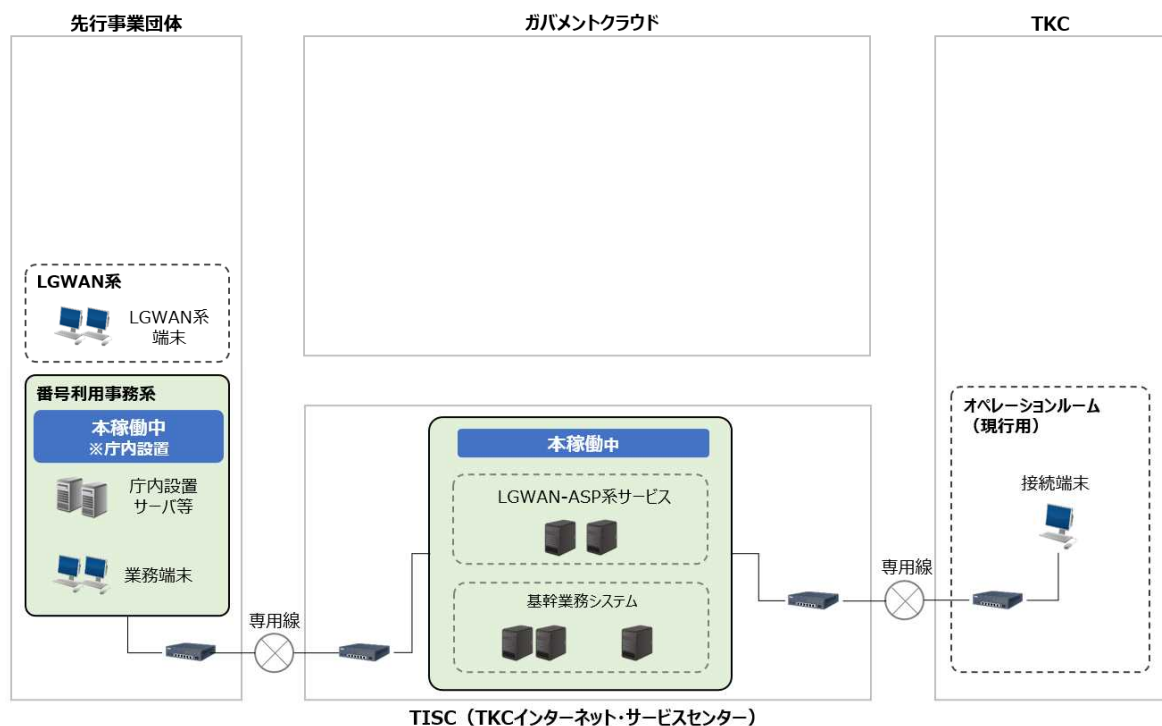 先行事業団体
ガバメントクラウド
TKC
LGWAN系
LGWAN系
端末
番号利用事務系
本稼働中
※庁内設置
庁内設置
サーバ等
業務端末
専用線
本稼働中
LGWAN-ASP系サービス
基幹業務システム
専用線
オペレーションルーム
（現行用）
接続端末
TISC（TKCインターネット・サービスセンター）